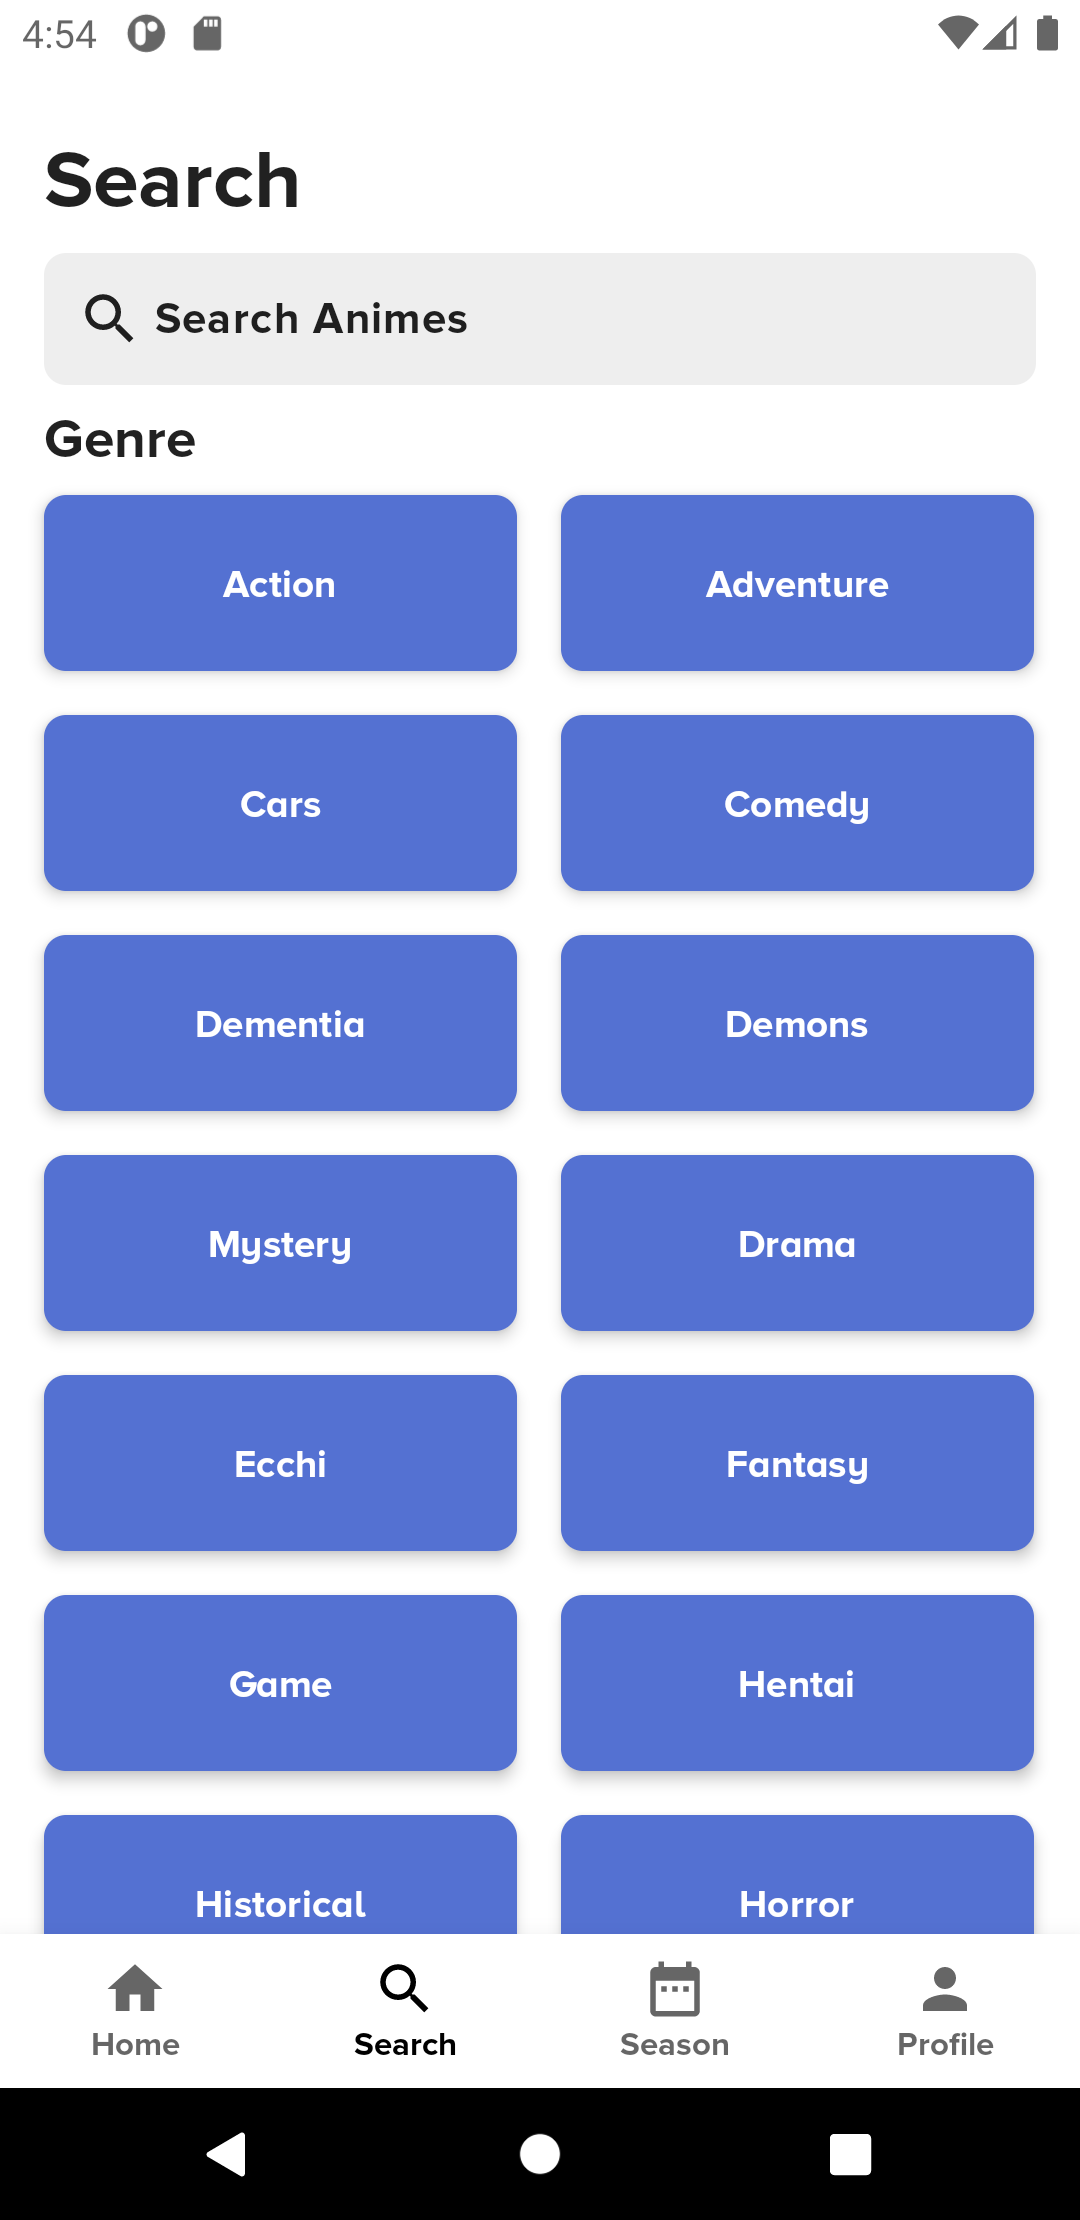 4:54
Search
Search Animes
Genre
Action
Adventure
Cars
Comedy
Dementia
Demons
Mystery
Drama
Ecchi
Fantasy
Game
Hentai
Historical
Horror
Home
Search
Season
Profile